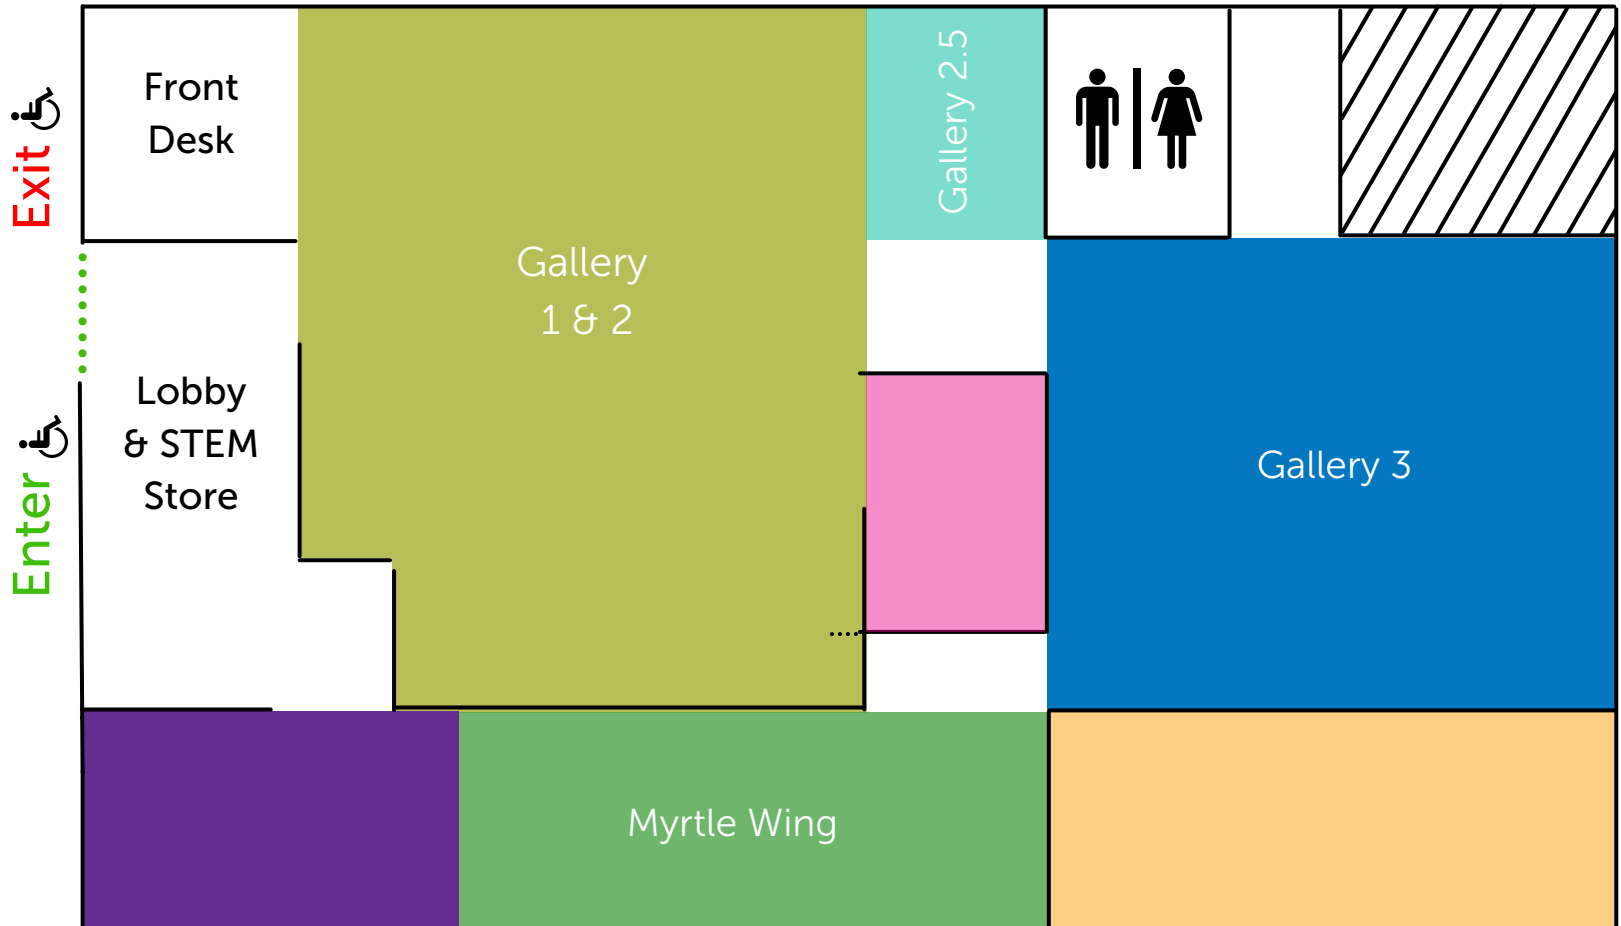 Exit
Enter
Front
Desk
Lobby
& STEM
Store
Gallery
1 & 2
Gallery 2.5
Gallery 3
Myrtle Wing